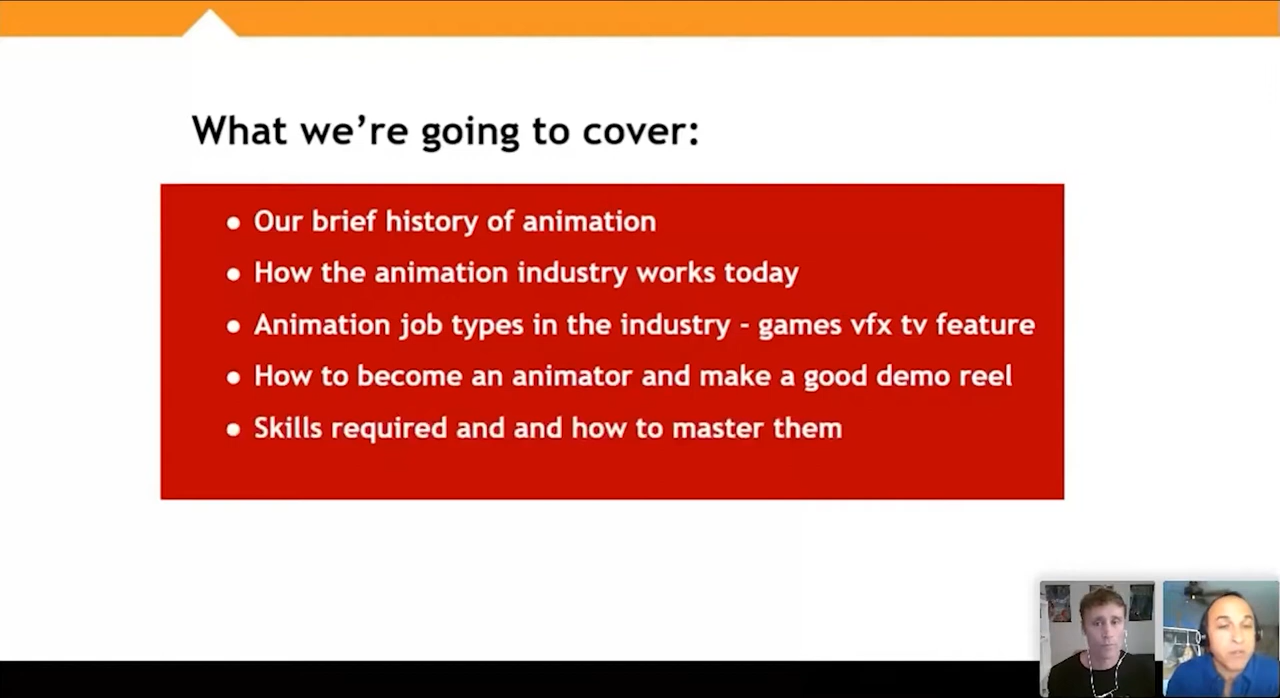 What we’re going to cover:
● Our brief history of animation
● How the animation industry works today
● Animation job types in the industry - games vfx tv feature
● How to become an animator and make a good demo reel
● Skills required and and how to master them